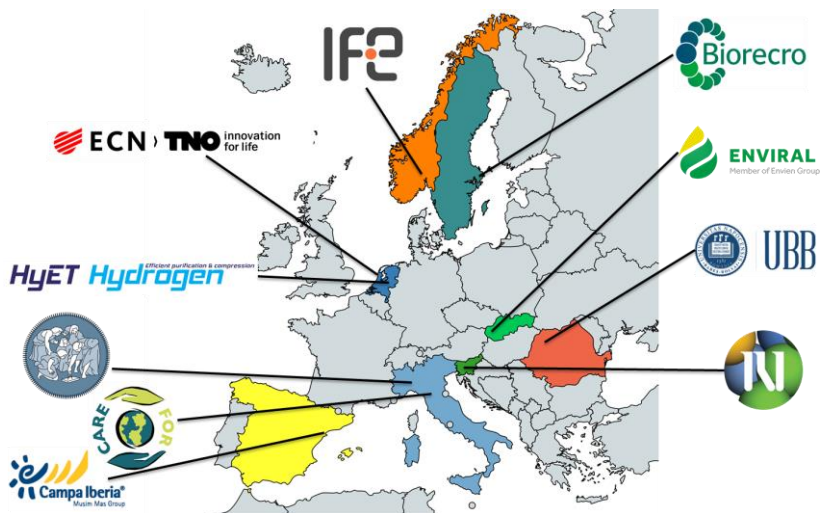 IFE
Biorecro
ECN › TNO innovation
for life
ENVIRAL
Member of Envien Group
Efficient purification & compression
HyET Hydrogen
UBB
CARE
FOR
Campa Iberia®
Musim Mas Group